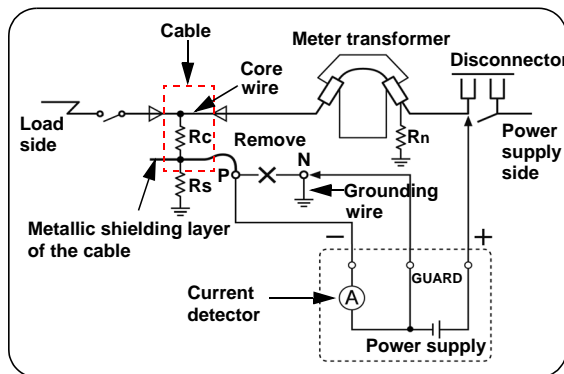 Cable
Meter transformer
Disconnector
Core
wire
Load
side
Rc
Remove
Rn
Power
supply
side
P
N
Rs
Grounding
wire
Metallic shielding layer
of the cable
−
+
GUARD
Current
detector
A
Power supply